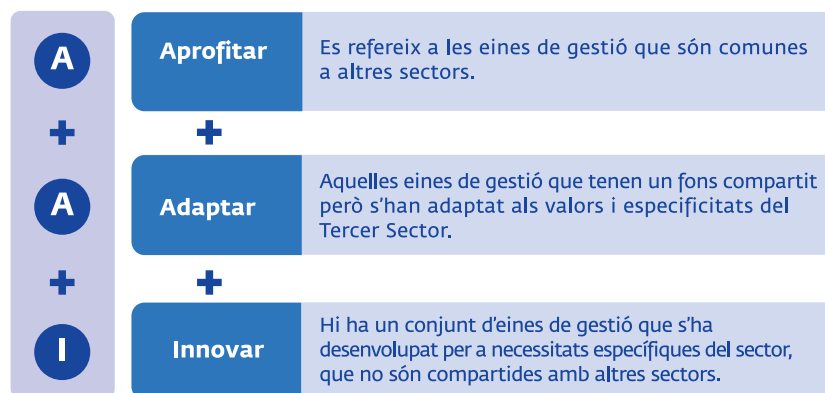 A
Aprofitar
Es refereix a les eines de gestió que són comunes
a altres sectors.
+
+
A
Adaptar
Aquelles eines de gestió que tenen un fons compartit
però s'han adaptat als valors i especificitats del
Tercer Sector.
+
+
I
Innovar
Hi ha un conjunt d'eines de gestió que s'ha
desenvolupat per a necessitats específiques del sector,
que no són compartides amb altres sectors.